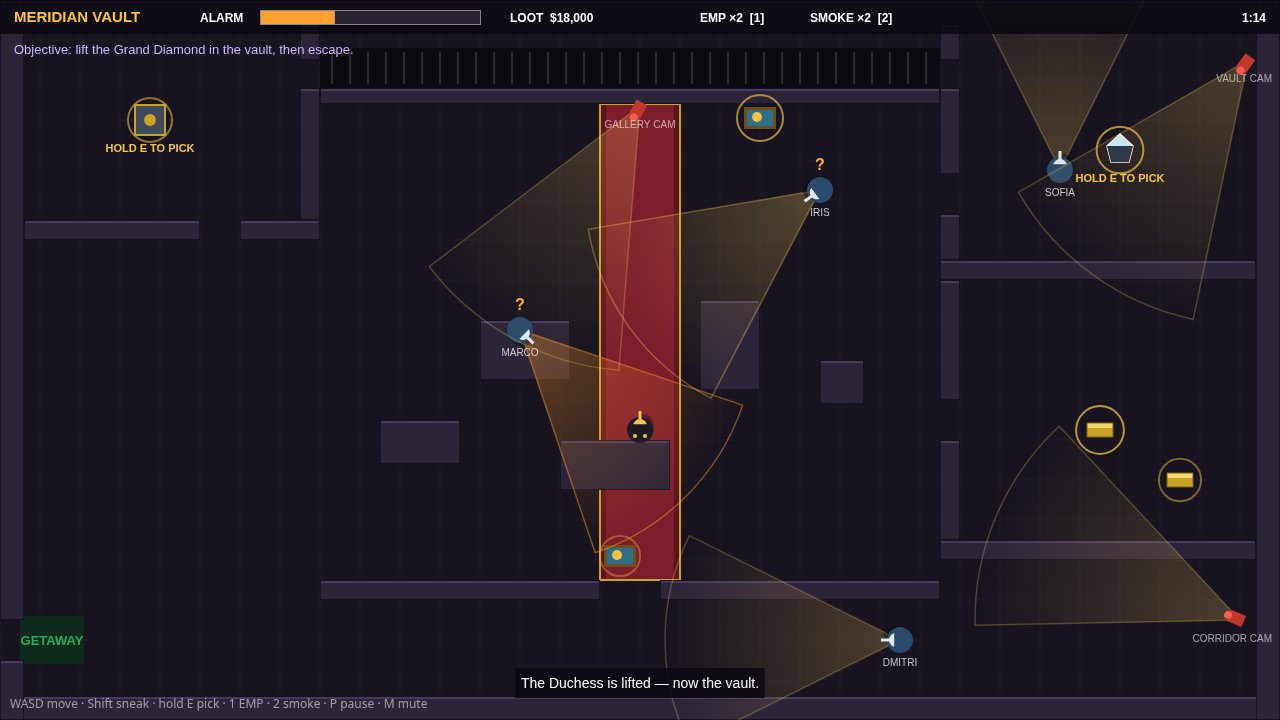 MERIDIAN VAULT
ALARM
LOOT $18,000
EMP ×2 [1]
SMOKE ×2 [2]
1:14
Objective: lift the Grand Diamond in the vault, then escape.
VAULT CAM
GALLERY CAM
HOLD E TO PICK
?
HOLD E TO PICK
SOFIA
IRIS
?
MARCO
GETAWAY
CORRIDOR CAM
DMITRI
The Duchess is lifted — now the vault.
WASD move · Shift sneak · hold E pick · 1 EMP · 2 smoke · P pause · M mute